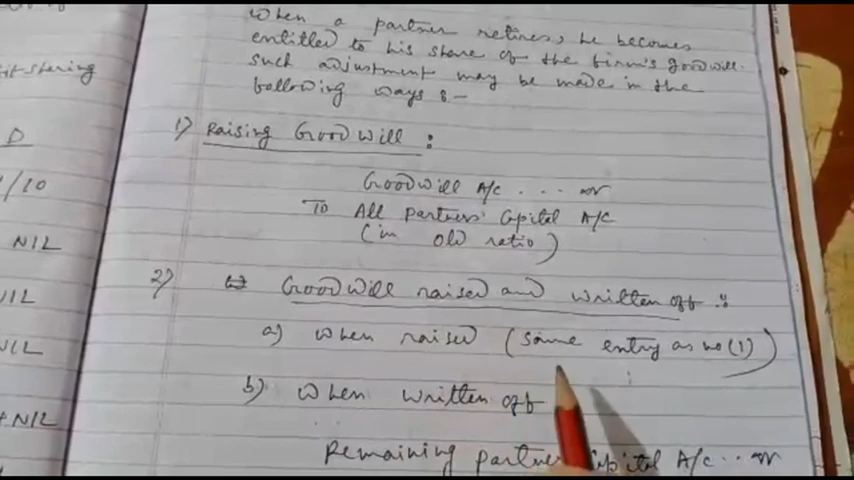 When a partner retires, he becomes
entitled to his share of the firm's goodwill.
such adjustment may be made in the
following ways :-
1) Raising Goodwill :
Goodwill A/c ... Dr
To All partners' Capital A/c
(in old ratio)
2) Goodwill raised and written off :
a) When raised (Same entry as no (1))
b) When written off
Remaining partner Capital A/c ... Dr
fit sharing
D
/10
NIL
NIL
NIL
+ NIL